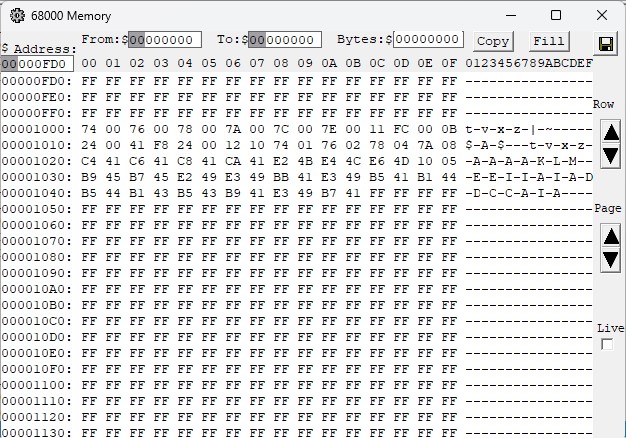 68000 Memory
From:$00000000 To:$00000000 Bytes:$00000000 Copy Fill
$ Address:
00000FD0 00 01 02 03 04 05 06 07 08 09 0A 0B 0C 0D 0E 0F 0123456789ABCDEF
00000FD0: FF FF FF FF FF FF FF FF FF FF FF FF FF FF FF FF ----------------
00000FE0: FF FF FF FF FF FF FF FF FF FF FF FF FF FF FF FF ----------------
00000FF0: FF FF FF FF FF FF FF FF FF FF FF FF FF FF FF FF ----------------
Row
00001000: 74 00 76 00 78 00 7A 00 7C 00 7E 00 11 FC 00 0B t-v-x-z-|-~-----
00001010: 24 00 41 F8 24 00 12 10 74 01 76 02 78 04 7A 08 $-A-$---t-v-x-z-
00001020: C4 41 C6 41 C8 41 CA 41 E2 4B E4 4C E6 4D 10 05 -A-A-A-A-K-L-M--
00001030: B9 45 B7 45 E2 49 E3 49 BB 41 E3 49 B5 41 B1 44 -E-E-I-I-A-I-A-D
00001040: B5 44 B1 43 B5 43 B9 41 E3 49 B7 41 FF FF FF FF -D-C-C-A-I-A----
00001050: FF FF FF FF FF FF FF FF FF FF FF FF FF FF FF FF ----------------
Page
00001060: FF FF FF FF FF FF FF FF FF FF FF FF FF FF FF FF ----------------
00001070: FF FF FF FF FF FF FF FF FF FF FF FF FF FF FF FF ----------------
00001080: FF FF FF FF FF FF FF FF FF FF FF FF FF FF FF FF ----------------
00001090: FF FF FF FF FF FF FF FF FF FF FF FF FF FF FF FF ----------------
000010A0: FF FF FF FF FF FF FF FF FF FF FF FF FF FF FF FF ----------------
000010B0: FF FF FF FF FF FF FF FF FF FF FF FF FF FF FF FF ----------------
000010C0: FF FF FF FF FF FF FF FF FF FF FF FF FF FF FF FF ----------------
Live
000010D0: FF FF FF FF FF FF FF FF FF FF FF FF FF FF FF FF ----------------
000010E0: FF FF FF FF FF FF FF FF FF FF FF FF FF FF FF FF ----------------
000010F0: FF FF FF FF FF FF FF FF FF FF FF FF FF FF FF FF ----------------
00001100: FF FF FF FF FF FF FF FF FF FF FF FF FF FF FF FF ----------------
00001110: FF FF FF FF FF FF FF FF FF FF FF FF FF FF FF FF ----------------
00001120: FF FF FF FF FF FF FF FF FF FF FF FF FF FF FF FF ----------------
00001130: FF FF FF FF FF FF FF FF FF FF FF FF FF FF FF FF ----------------